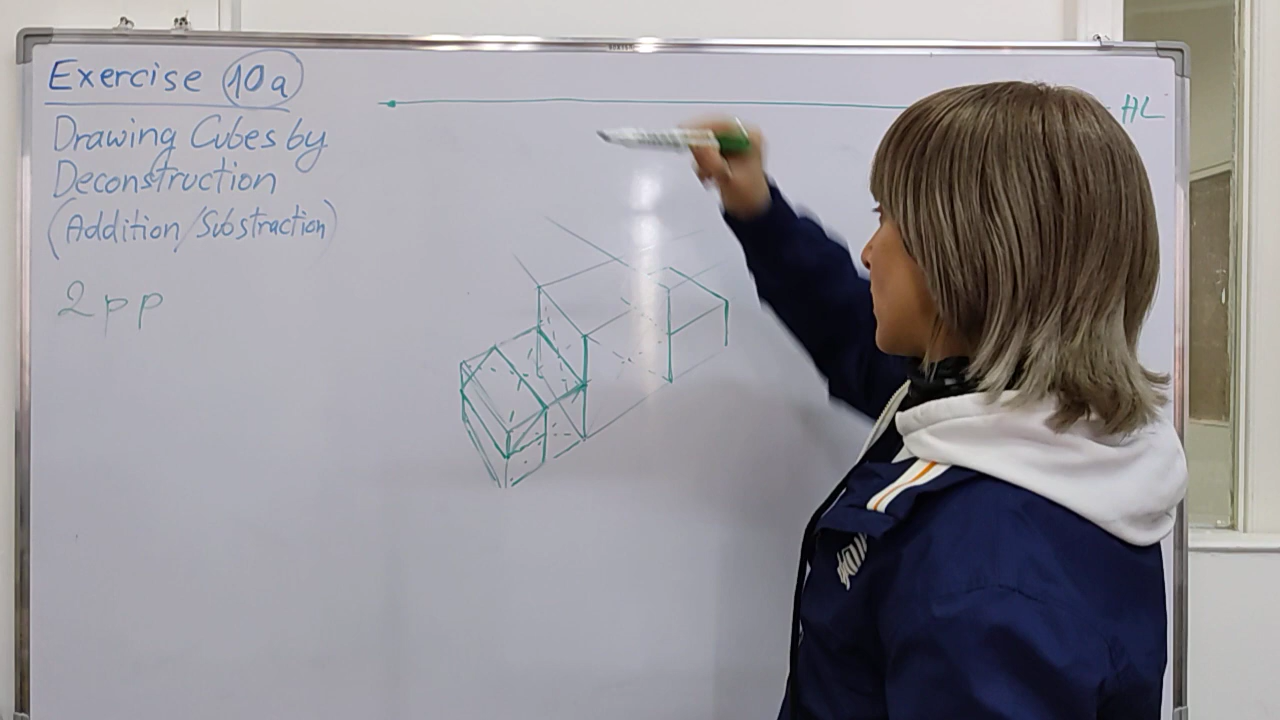 Exercise 10a
HL
Drawing Cubes by
Deconstruction
(Addition/Substraction)
2pp